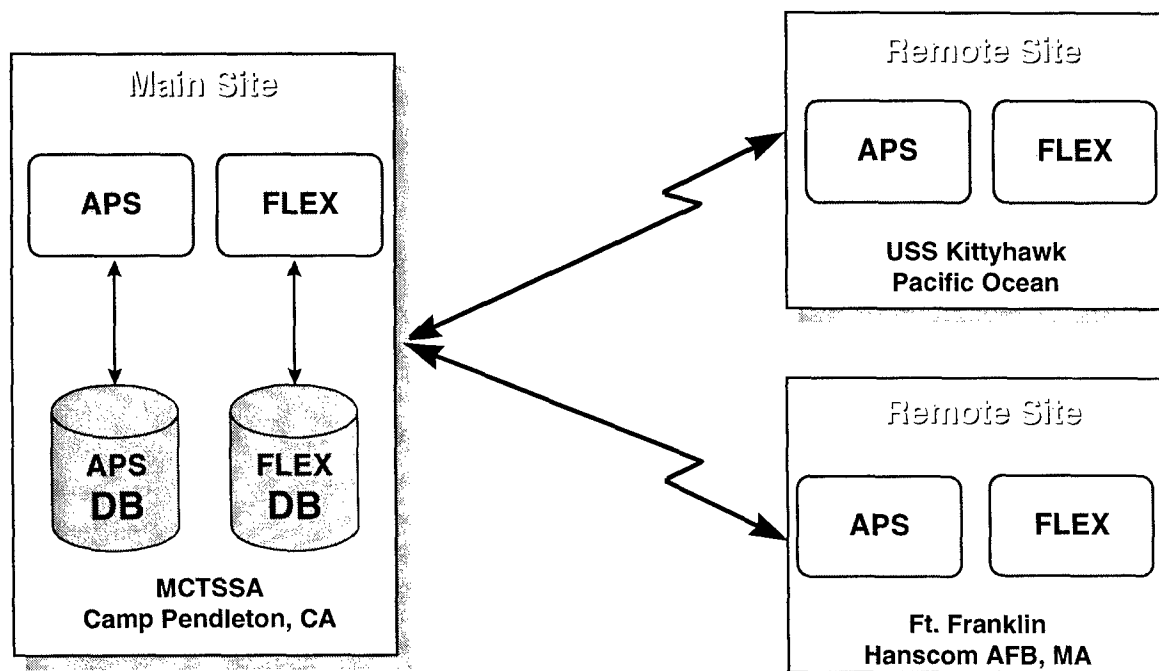 Main Site
APS
FLEX
APS
DB
FLEX
DB
MCTSSA
Camp Pendleton, CA
Remote Site
APS
FLEX
USS Kittyhawk
Pacific Ocean
Remote Site
APS
FLEX
Ft. Franklin
Hanscom AFB, MA